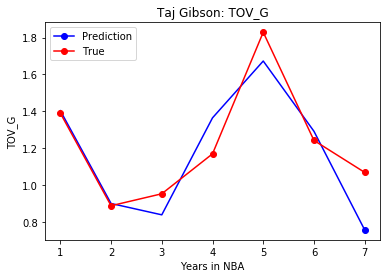 Taj Gibson: TOV_G
Prediction
True
TOV_G
1.8
1.6
1.4
1.2
1.0
0.8
1 2 3 4 5 6 7
Years in NBA